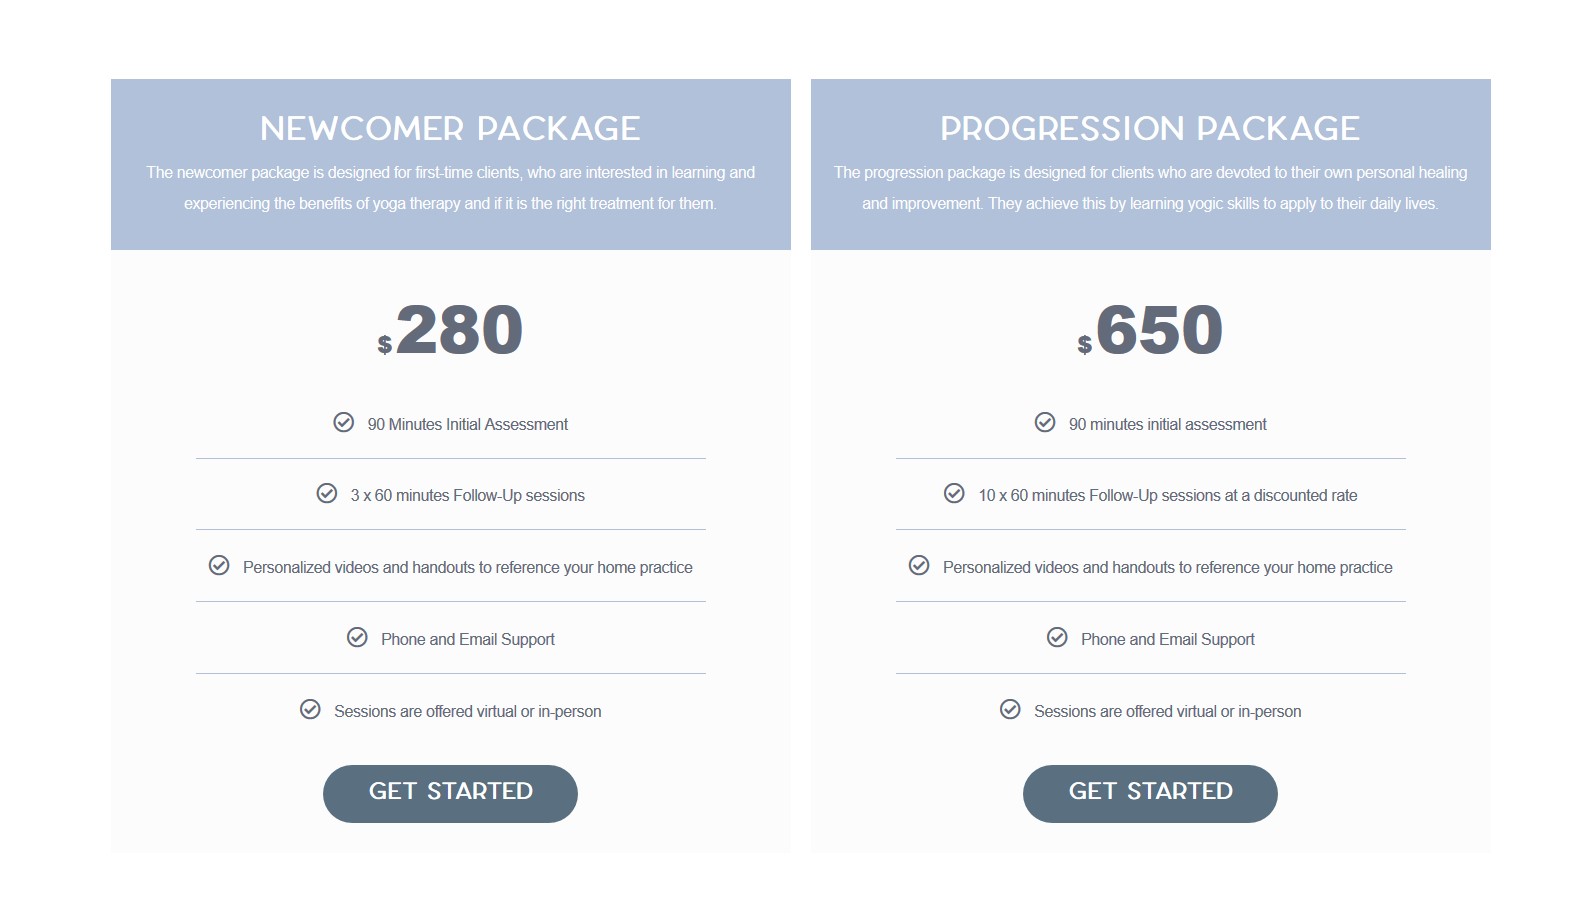 NEWCOMER PACKAGE
The newcomer package is designed for first-time clients, who are interested in learning and
experiencing the benefits of yoga therapy and if it is the right treatment for them.
$280
90 Minutes Initial Assessment
3 x 60 minutes Follow-Up sessions
Personalized videos and handouts to reference your home practice
Phone and Email Support
Sessions are offered virtual or in-person
GET STARTED
PROGRESSION PACKAGE
The progression package is designed for clients who are devoted to their own personal healing
and improvement. They achieve this by learning yogic skills to apply to their daily lives.
$650
90 minutes initial assessment
10 x 60 minutes Follow-Up sessions at a discounted rate
Personalized videos and handouts to reference your home practice
Phone and Email Support
Sessions are offered virtual or in-person
GET STARTED